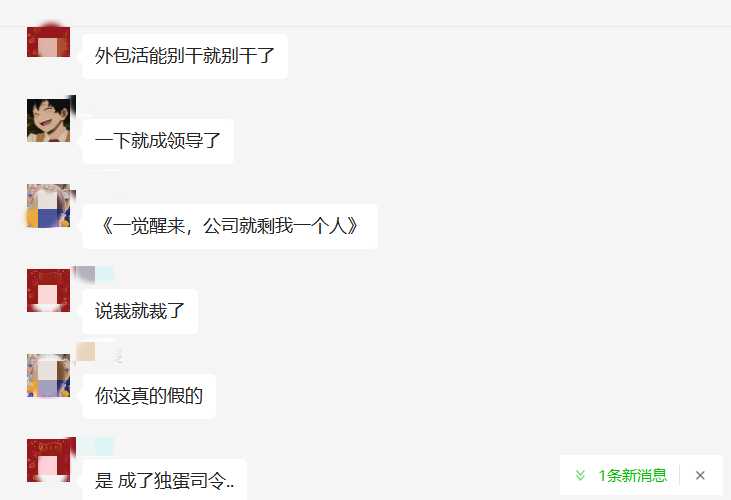 外包活能别干就别干了
一下就成领导了
《一觉醒来，公司就剩我一个人》
说裁就裁了
你这真的假的
是 成了独蛋司令..
1条新消息